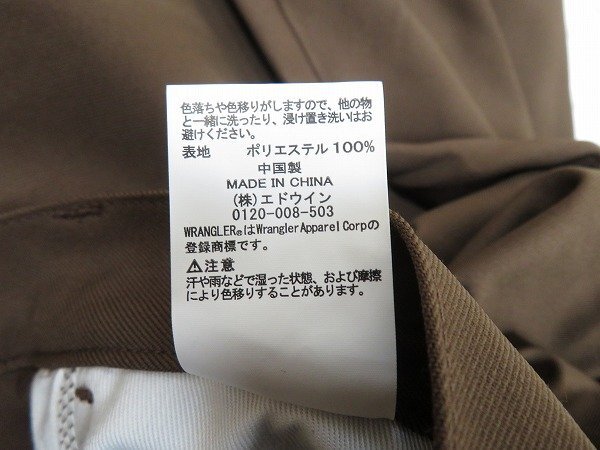 色落ちや色移りがしますので、他の物
と一緒に洗ったり、浸け置き洗いはお
避けください。
表地 ポリエステル 100%
中国製
MADE IN CHINA
(株)エドウイン
0120-008-503
WRANGLER®はWrangler Apparel Corpの
登録商標です。
⚠注意
汗や雨などで湿った状態、および摩擦
により色移りすることがあります。